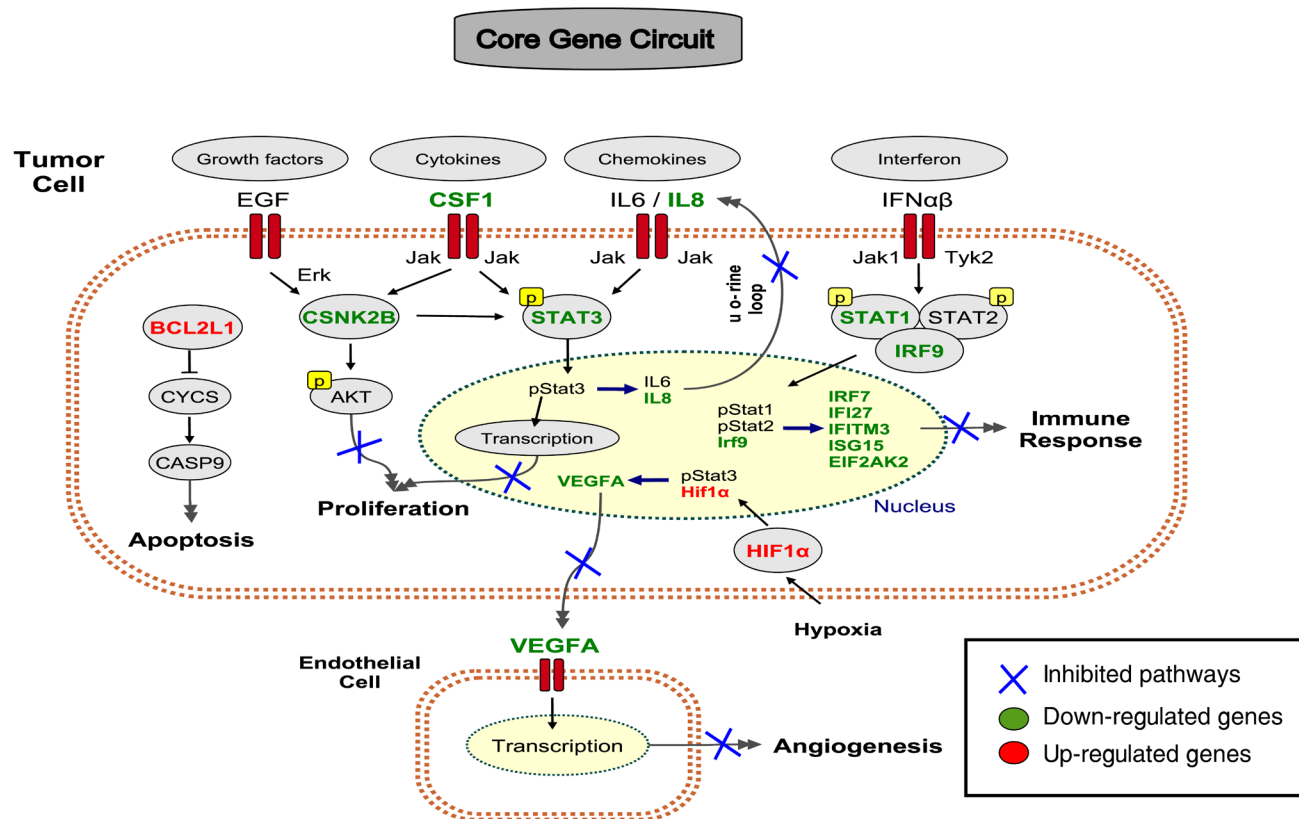 Core Gene Circuit
Tumor
Cell
Growth factors
Cytokines
Chemokines
Interferon
EGF
CSF1
IL6 / IL8
IFNαβ
Erk
Jak
Jak
Jak
Jak
Jak1
Tyk2
u o- rine
loop
BCL2L1
CSNK2B
p
STAT3
p
STAT1
STAT2
p
IRF9
CYCS
p
AKT
CASP9
Apoptosis
Proliferation
pStat3
IL6
IL8
Transcription
pStat1
pStat2
Irf9
IRF7
IFI27
IFITM3
ISG15
EIF2AK2
Immune
Response
VEGFA
pStat3
Hif1α
Nucleus
HIF1α
Hypoxia
VEGFA
Endothelial
Cell
Transcription
Angiogenesis
Inhibited pathways
Down-regulated genes
Up-regulated genes